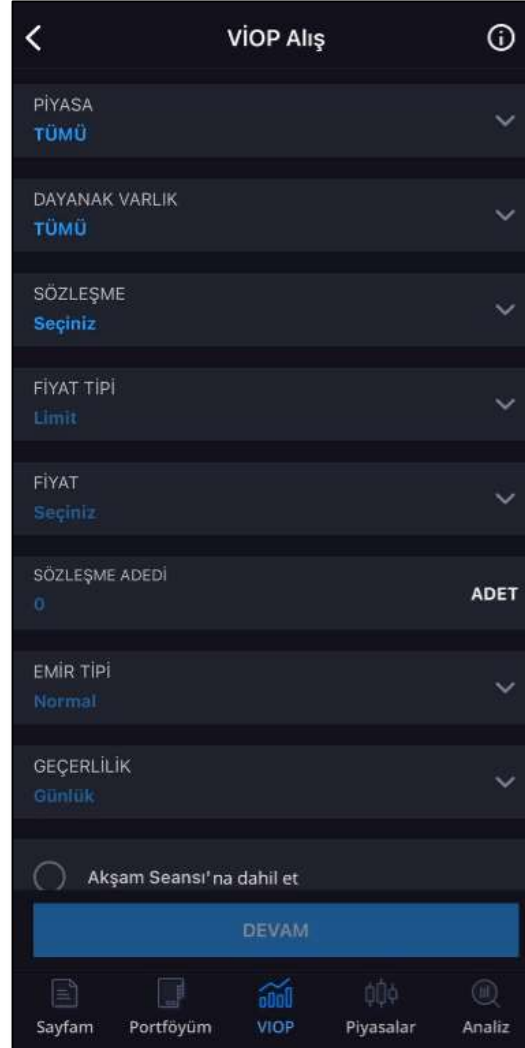 VİOP Alış
PİYASA
TÜMÜ
DAYANAK VARLIK
TÜMÜ
SÖZLEŞME
Seçiniz
FİYAT TİPİ
Limit
FİYAT
Seçiniz
SÖZLEŞME ADEDİ
0
ADET
EMİR TİPİ
Normal
GEÇERLİLİK
Günlük
Akşam Seansı'na dahil et
DEVAM
Sayfam Portföyüm VIOP Piyasalar Analiz